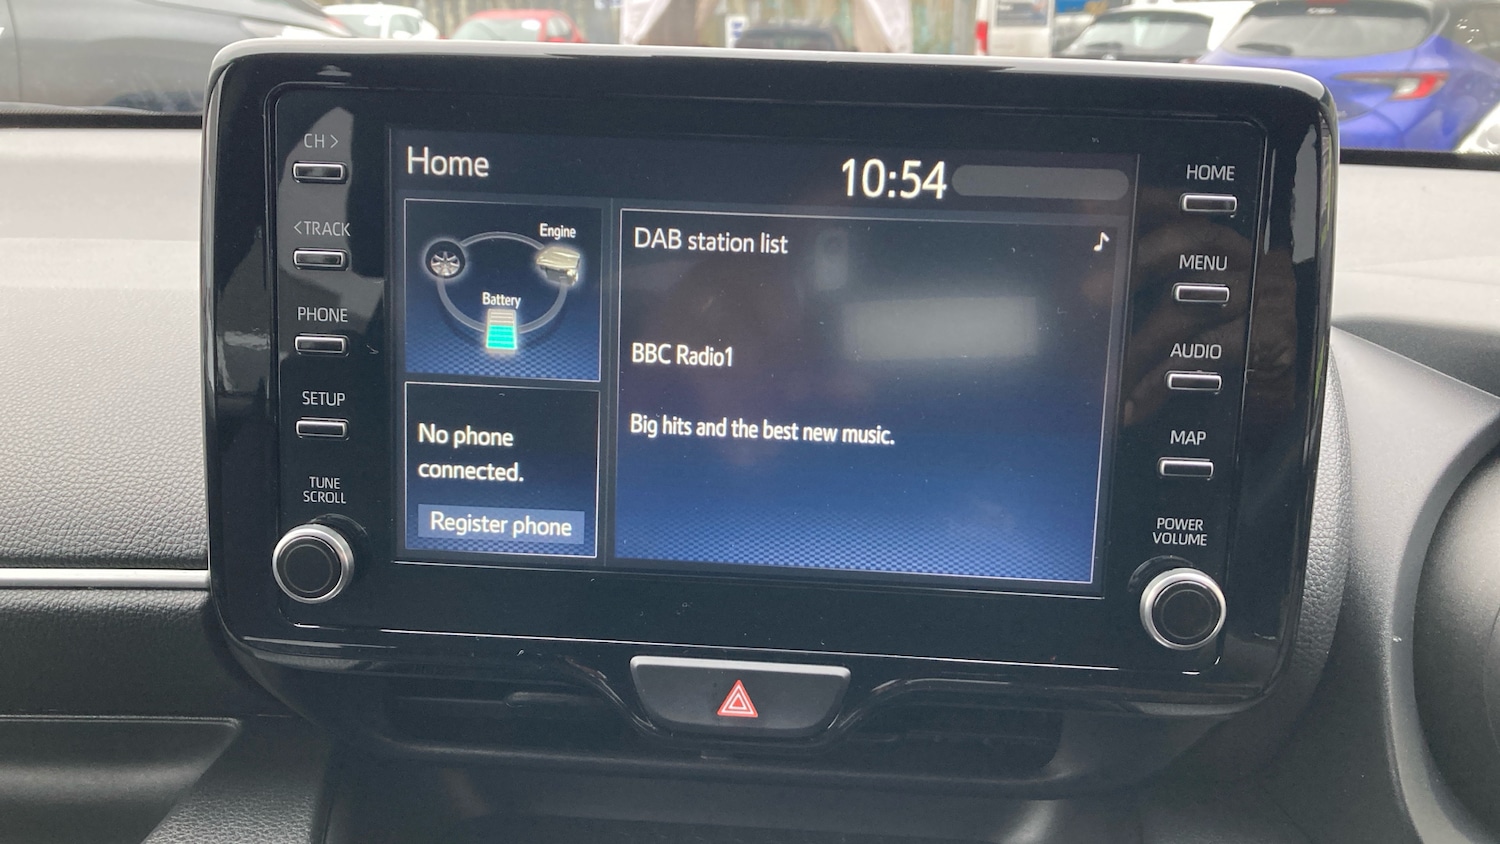 CH >
<TRACK
PHONE
SETUP
TUNE
SCROLL
Home
10:54
Engine
Battery
No phone
connected.
Register phone
DAB station list
BBC Radio1
Big hits and the best new music.
HOME
MENU
AUDIO
MAP
POWER
VOLUME